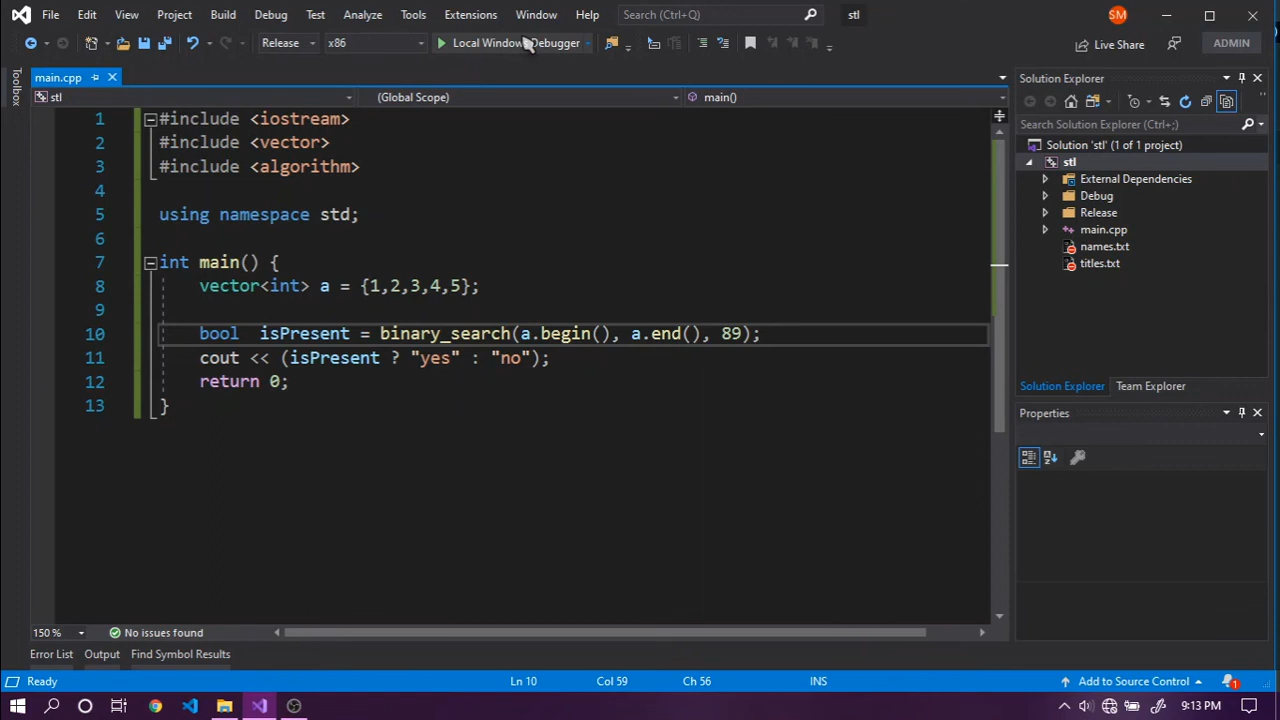 File Edit View Project Build Debug Test Analyze Tools Extensions Window Help Search (Ctrl+Q) stl SM
Release x86 Local Windows Debugger Live Share ADMIN
Toolbox
main.cpp
stl (Global Scope) main()
1 #include <iostream>
2 #include <vector>
3 #include <algorithm>
4
5 using namespace std;
6
7 int main() {
8 vector<int> a = {1,2,3,4,5};
9
10 bool  isPresent = binary_search(a.begin(), a.end(), 89);
11 cout << (isPresent ? "yes" : "no");
12 return 0;
13 }
150 % No issues found
Error List Output Find Symbol Results
Solution Explorer
Search Solution Explorer (Ctrl+;)
Solution 'stl' (1 of 1 project)
stl
External Dependencies
Debug
Release
main.cpp
names.txt
titles.txt
Solution Explorer Team Explorer
Properties
Ready Ln 10 Col 59 Ch 56 INS Add to Source Control 1
9:13 PM